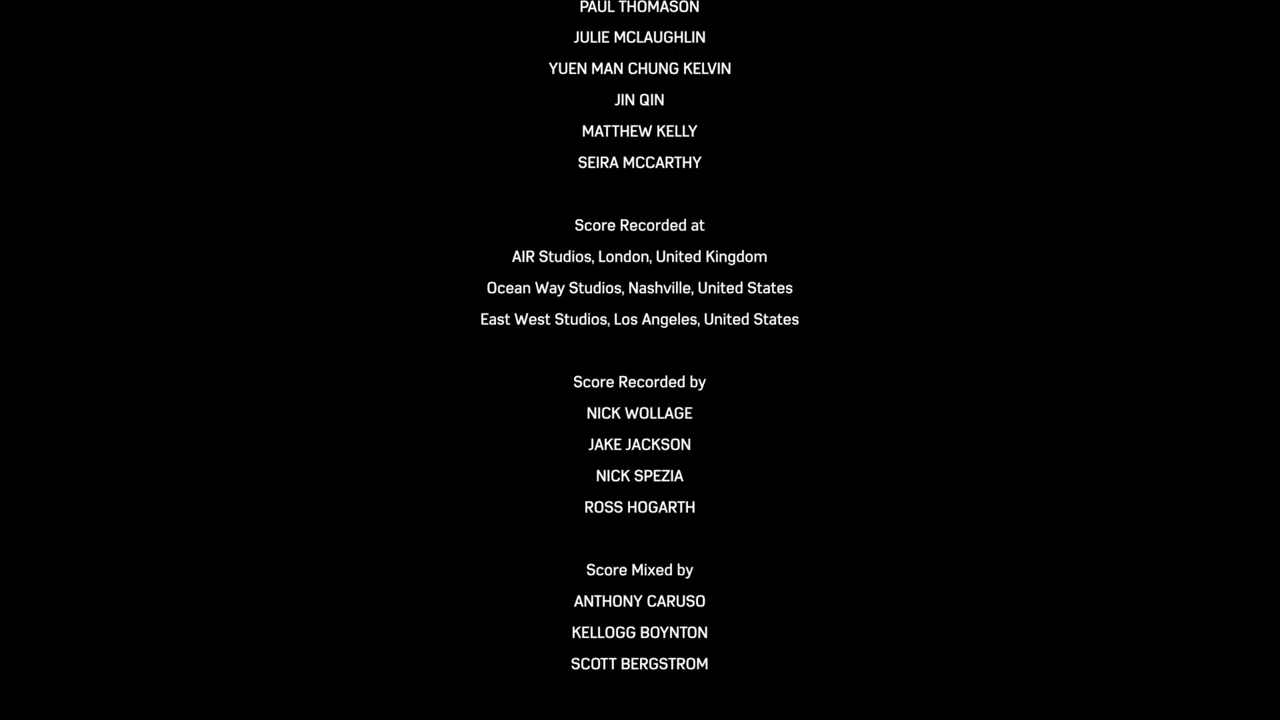 PAUL THOMASON
JULIE MCLAUGHLIN
YUEN MAN CHUNG KELVIN
JIN QIN
MATTHEW KELLY
SEIRA MCCARTHY
Score Recorded at
AIR Studios, London, United Kingdom
Ocean Way Studios, Nashville, United States
East West Studios, Los Angeles, United States
Score Recorded by
NICK WOLLAGE
JAKE JACKSON
NICK SPEZIA
ROSS HOGARTH
Score Mixed by
ANTHONY CARUSO
KELLOGG BOYNTON
SCOTT BERGSTROM